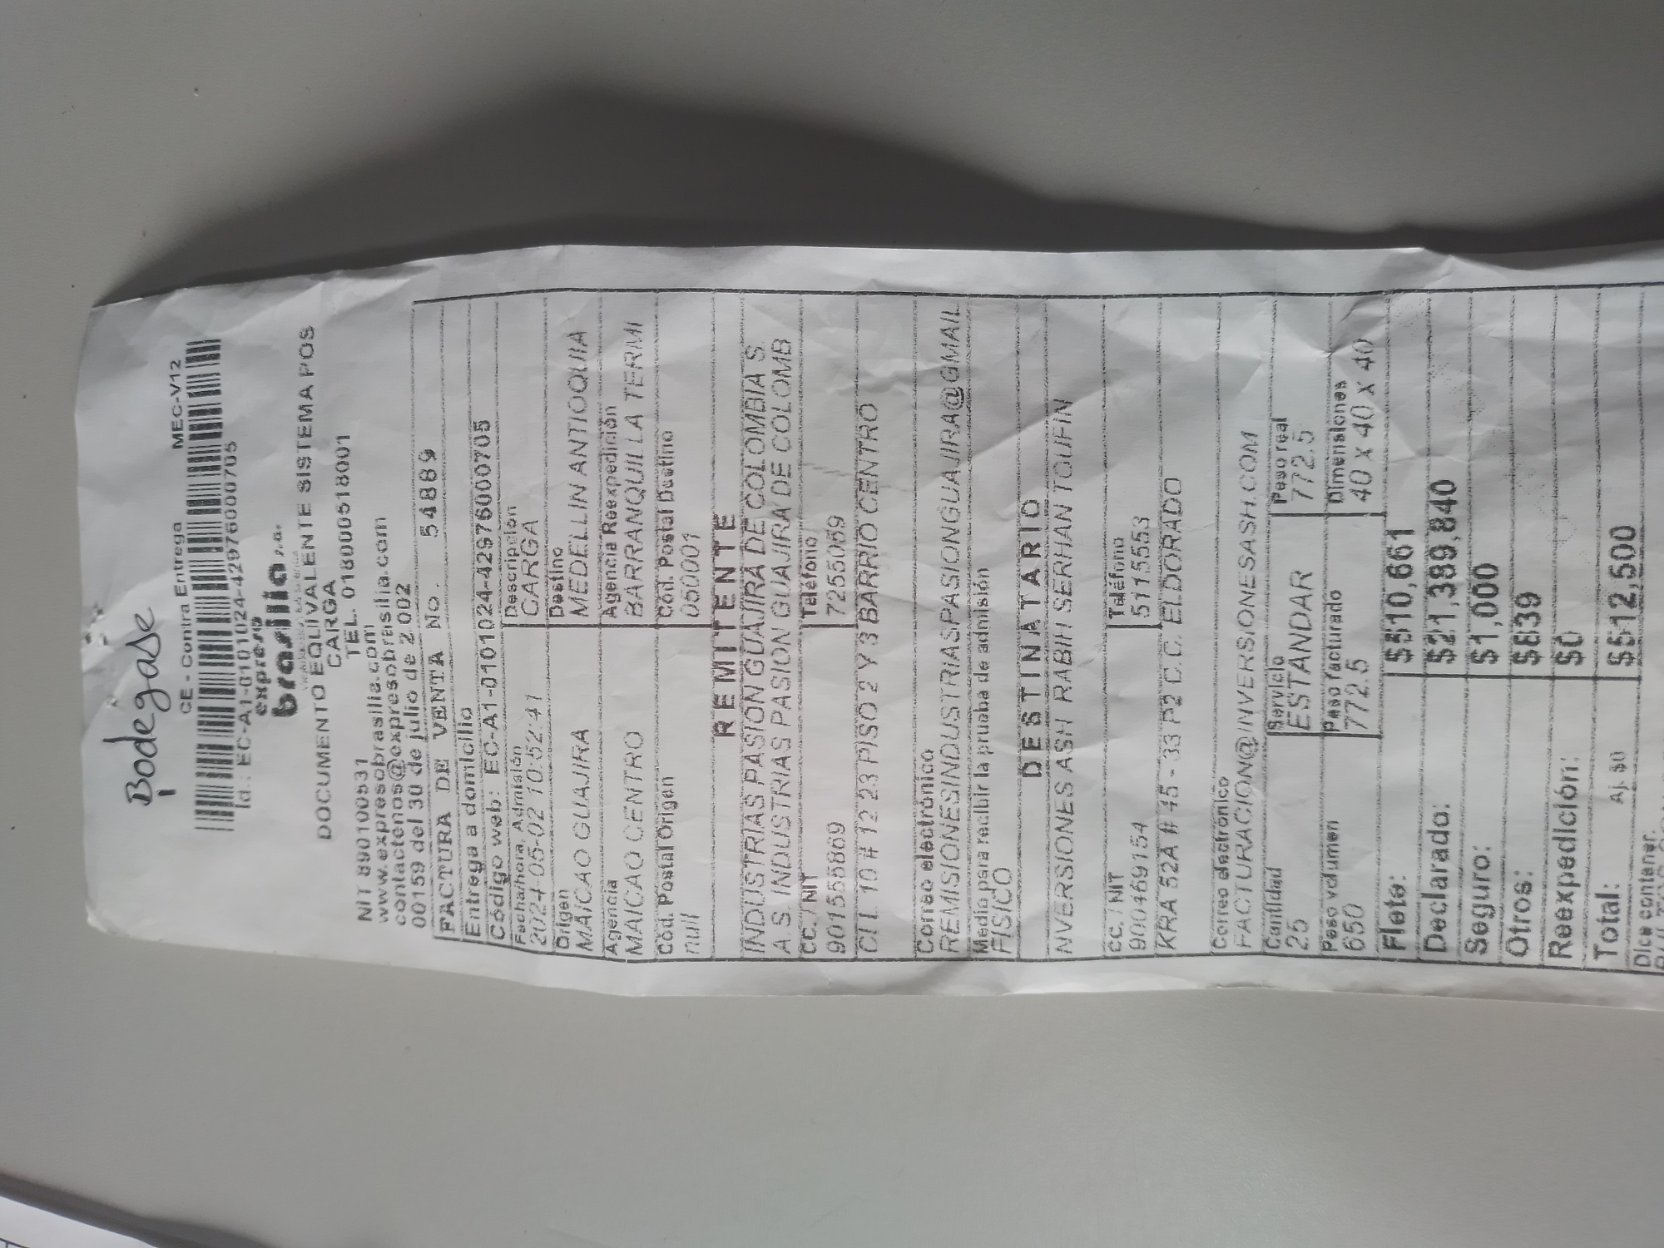 Bodegase
CE - Contra Entrega MEC-V12
Id.: EC-A1-0101024-42976000705
expreso
brasilia s.a.
DOCUMENTO EQUIVALENTE SISTEMA POS
CARGA
NIT 890100531 TEL. 018000518001
www.expresobrasilia.com
contactenos@expresobrasilia.com
00159 del 30 de julio de 2 002
FACTURA DE VENTA No 54889
Entrega a domicilio
Código web: EC-A1-0101024-42976000705
Fecha/hora. Admisión Descripción
2024-05-02 10:52:41 CARGA
Origen Destino
MAICAO GUAJIRA MEDELLIN ANTIOQUIA
Agencia Agencia Reexpedición
MAICAO CENTRO BARRANQUILLA TERMI
Cód. Postal Origen Cód. Postal Destino
null 050001
REMITENTE
INDUSTRIAS PASION GUAJIRA DE COLOMBIA S.
A.S. INDUSTRIAS PASION GUAJIRA DE COLOMB
CC./ NIT Teléfono
9015558869 7255069
CLL 10 # 12 23 PISO 2 Y 3 BARRIO CENTRO
Correo electrónico
REMISIONESINDUSTRIASPASIONGUAJIRA@GMAIL
Medio para recibir la prueba de admisión
FISICO
DESTINATARIO
INVERSIONES ASH RABIH SERHAN TOUFIN
cc. / NIT Teléfono
900469154 5115553
KRA 52A # 45 - 33 P2 C.C. ELDORADO
Correo electronico
FACTURACION@INVERSIONESASH.COM
Cantidad Servicio Peso real
25 ESTANDAR 772.5
Peso volumen Peso facturado Dimensiones
650 772.5 40 x 40 x 40
Flete: $510,661
Declarado: $21,389,840
Seguro: $1,000
Otros: $839
Reexpedición: $0
Total: Aj. $0 $512,500
Dice contener.